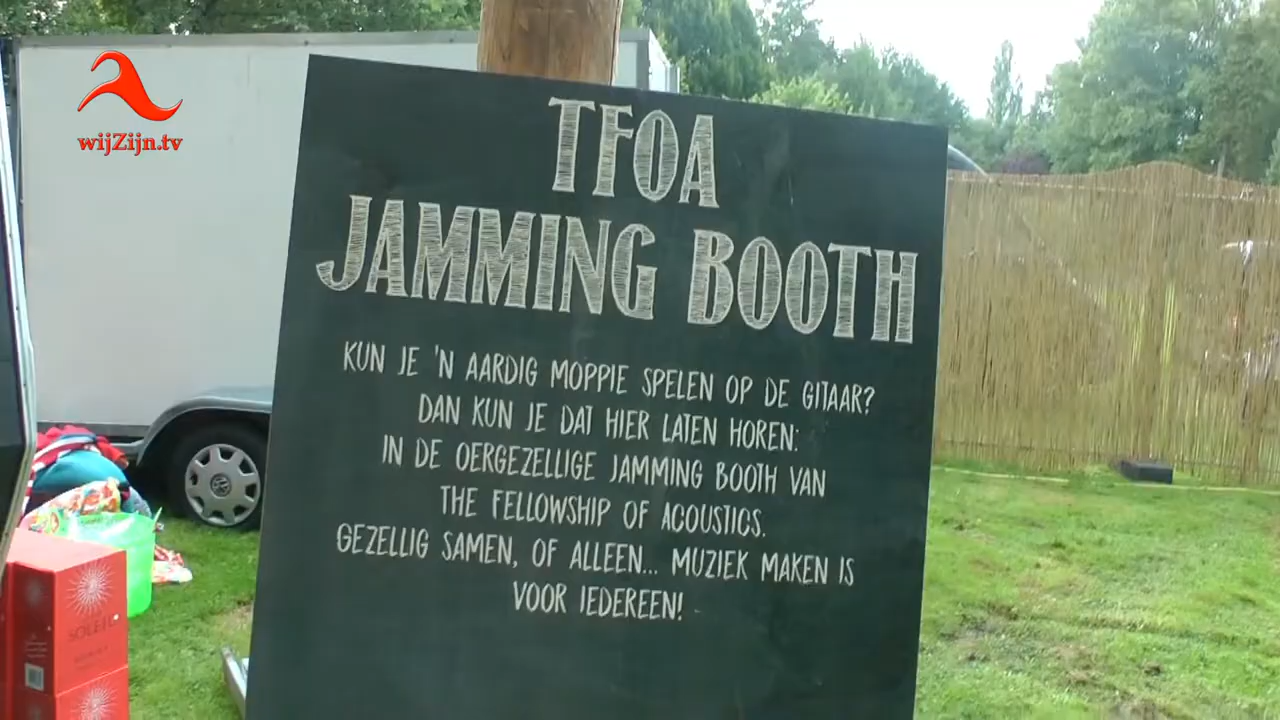 wijZijn.tv
TFOA
JAMMING BOOTH
KUN JE 'N AARDIG MOPPIE SPELEN OP DE GITAAR?
DAN KUN JE DAT HIER LATEN HOREN:
IN DE OERGEZELLIGE JAMMING BOOTH VAN
THE FELLOWSHIP OF ACOUSTICS.
GEZELLIG SAMEN, OF ALLEEN... MUZIEK MAKEN IS
VOOR IEDEREEN!
SOLEIL